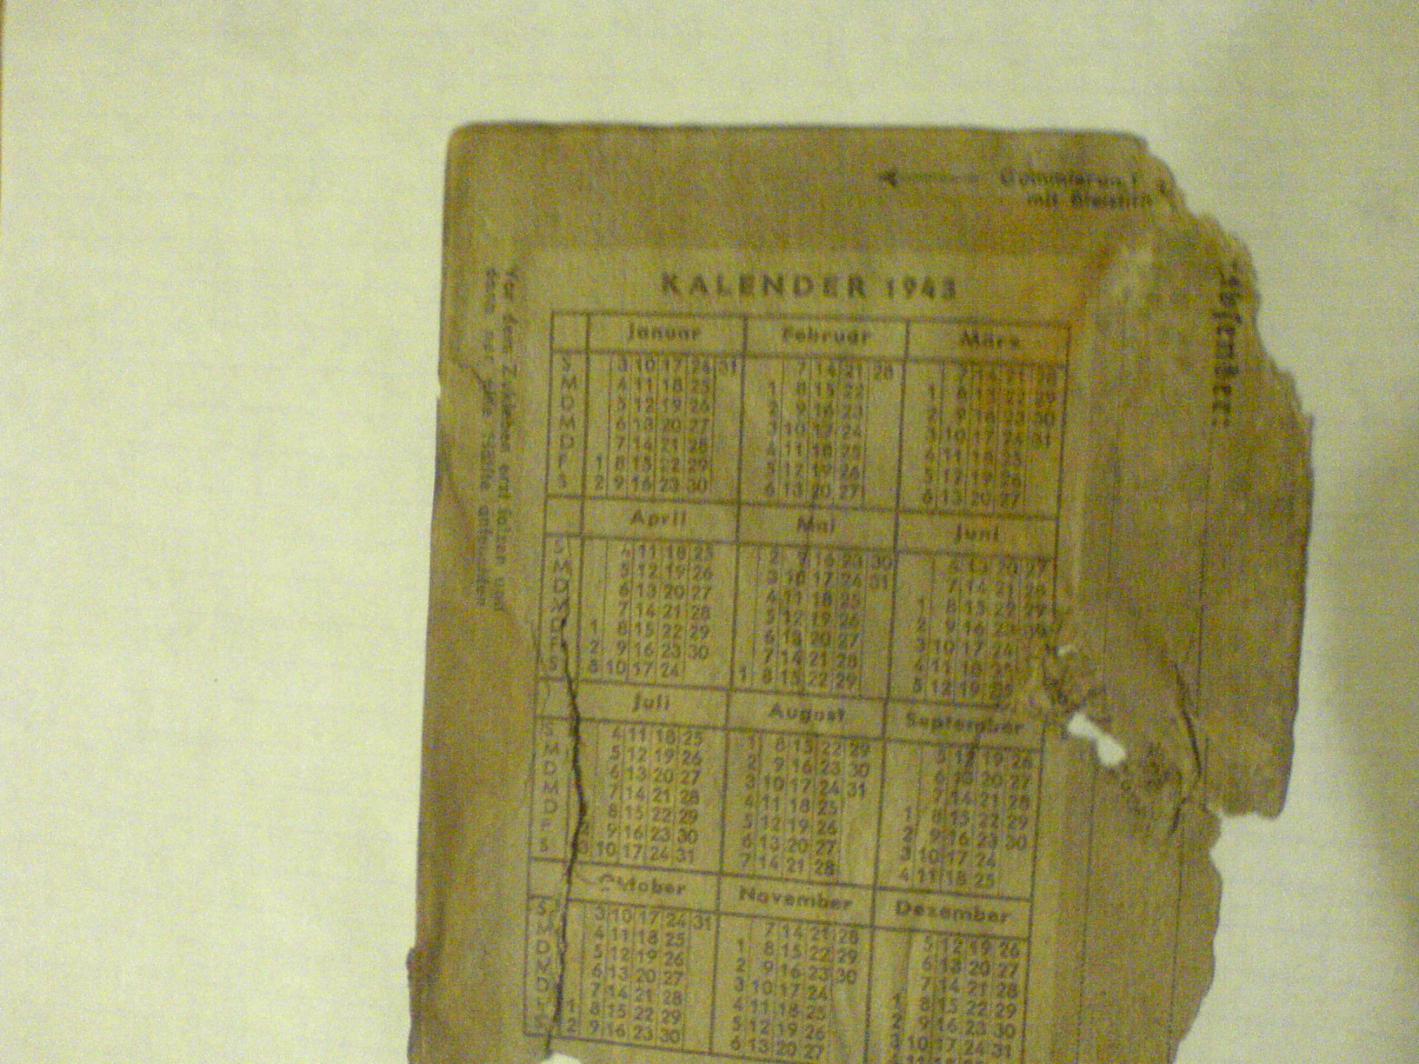 Gummierun
mit Bleistift
KALENDER 1943
Januar Februar März
S 3 10 17 24 31 7 14 21 28 7 14 21 28
M 4 11 18 25 1 8 15 22 1 8 15 22 29
D 5 12 19 26 2 9 16 23 2 9 16 23 30
M 6 13 20 27 3 10 17 24 3 10 17 24 31
D 7 14 21 28 4 11 18 25 4 11 18 25
F 1 8 15 22 29 5 12 19 26 5 12 19 26
S 2 9 16 23 30 6 13 20 27 6 13 20 27
April Mai Juni
S 4 11 18 25 2 9 16 23 30 6 13 20 27
M 5 12 19 26 3 10 17 24 31 7 14 21 28
D 6 13 20 27 4 11 18 25 1 8 15 22 29
M 7 14 21 28 5 12 19 26 2 9 16 23 30
D 1 8 15 22 29 6 13 20 27 3 10 17 24
F 2 9 16 23 30 7 14 21 28 4 11 18 25
S 8 10 17 24 1 8 15 22 29 5 12 19 26
Juli August September
S 4 11 18 25 1 8 15 22 29 5 12 19 26
M 5 12 19 26 2 9 16 23 30 6 13 20 27
D 6 13 20 27 3 10 17 24 31 7 14 21 28
M 7 14 21 28 4 11 18 25 1 8 15 22 29
D 8 15 22 29 5 12 19 26 2 9 16 23 30
F 2 9 16 23 30 6 13 20 27 3 10 17 24
S 3 10 17 24 31 7 14 21 28 4 11 18 25
Oktober November Dezember
S 3 10 17 24 31 7 14 21 28 5 12 19 26
M 4 11 18 25 1 8 15 22 29 6 13 20 27
D 5 12 19 26 2 9 16 23 30 7 14 21 28
M 6 13 20 27 3 10 17 24 1 8 15 22 29
D 7 14 21 28 4 11 18 25 2 9 16 23 30
F 1 8 15 22 29 5 12 19 26 3 10 17 24 31
S 2 9 16 23 30 6 13 20 27 4 11 18 25
Vor dem Zukleben erst falzen und
dann nur die
Absender: